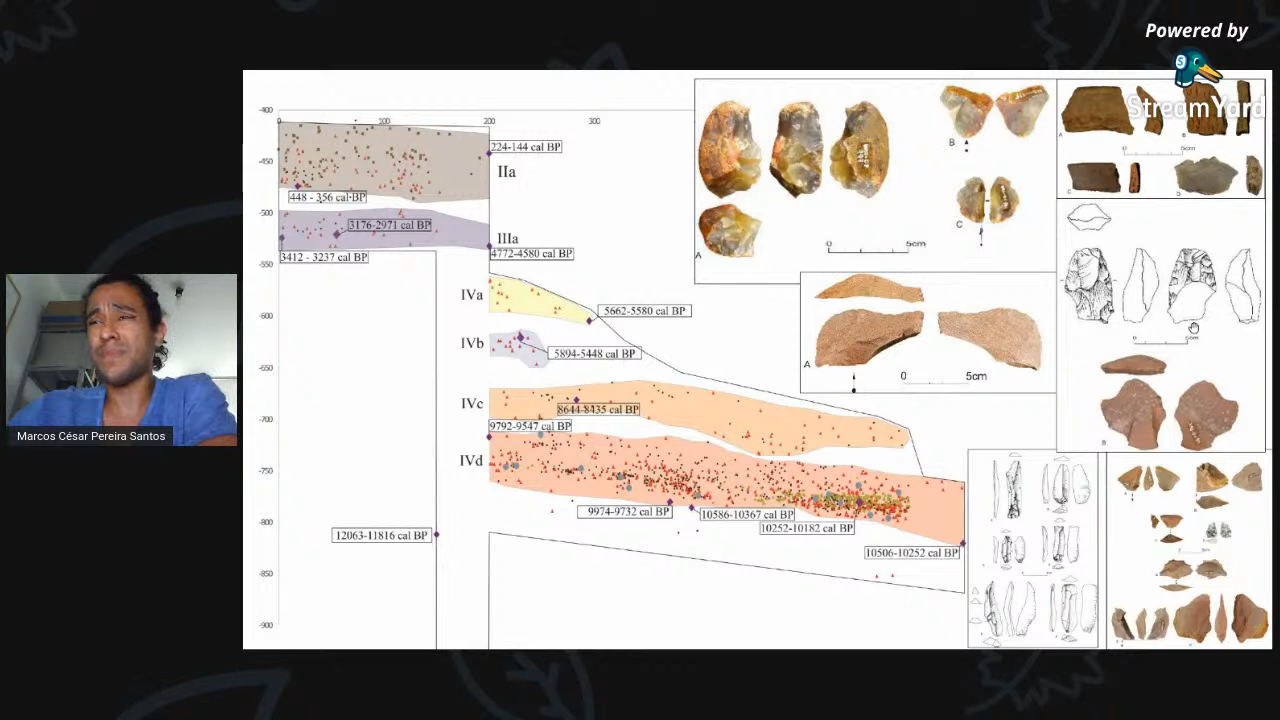 Powered by
StreamYard
-400
0
100
200
300
-450
-500
-550
-600
-650
-700
-750
-800
-850
-900
224-144 cal BP
IIa
448 - 356 cal BP
3176-2971 cal BP
IIIa
3412 - 3237 cal BP
4772-4580 cal BP
IVa
5662-5580 cal BP
IVb
5894-5448 cal BP
IVc
8644-8435 cal BP
9792-9547 cal BP
IVd
9974-9732 cal BP
10586-10367 cal BP
10252-10182 cal BP
12063-11816 cal BP
10506-10252 cal BP
A
B
C
0
5cm
A
0
5cm
A
B
5cm
C
D
5cm
B
Marcos César Pereira Santos